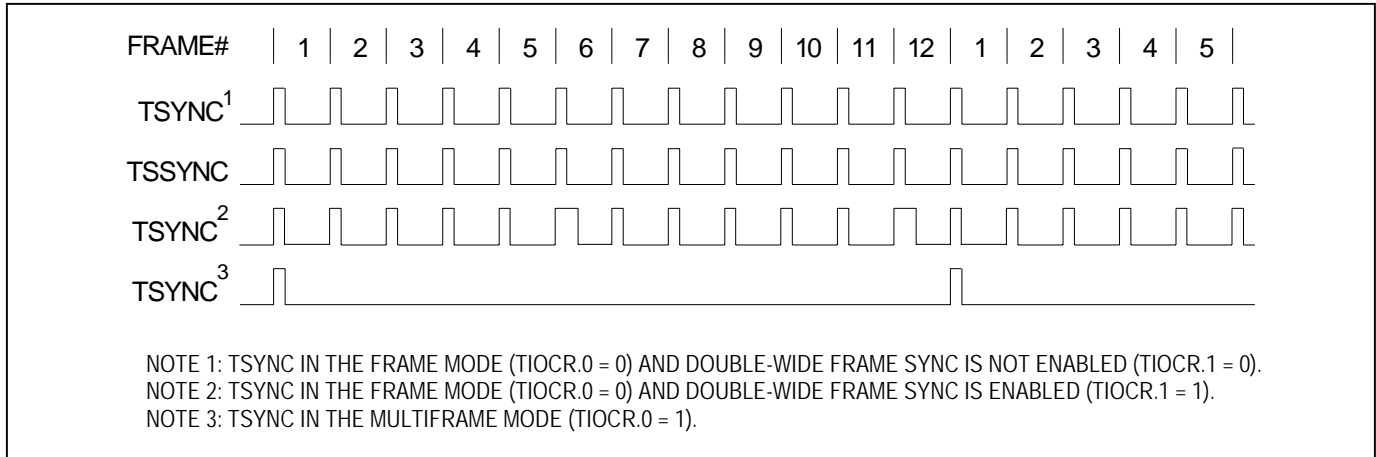 FRAME# 1 2 3 4 5 6 7 8 9 10 11 12 1 2 3 4 5
TSYNC¹
TSSYNC
TSYNC²
TSYNC³
NOTE 1: TSYNC IN THE FRAME MODE (TIOCR.0 = 0) AND DOUBLE-WIDE FRAME SYNC IS NOT ENABLED (TIOCR.1 = 0).
NOTE 2: TSYNC IN THE FRAME MODE (TIOCR.0 = 0) AND DOUBLE-WIDE FRAME SYNC IS ENABLED (TIOCR.1 = 1).
NOTE 3: TSYNC IN THE MULTIFRAME MODE (TIOCR.0 = 1).